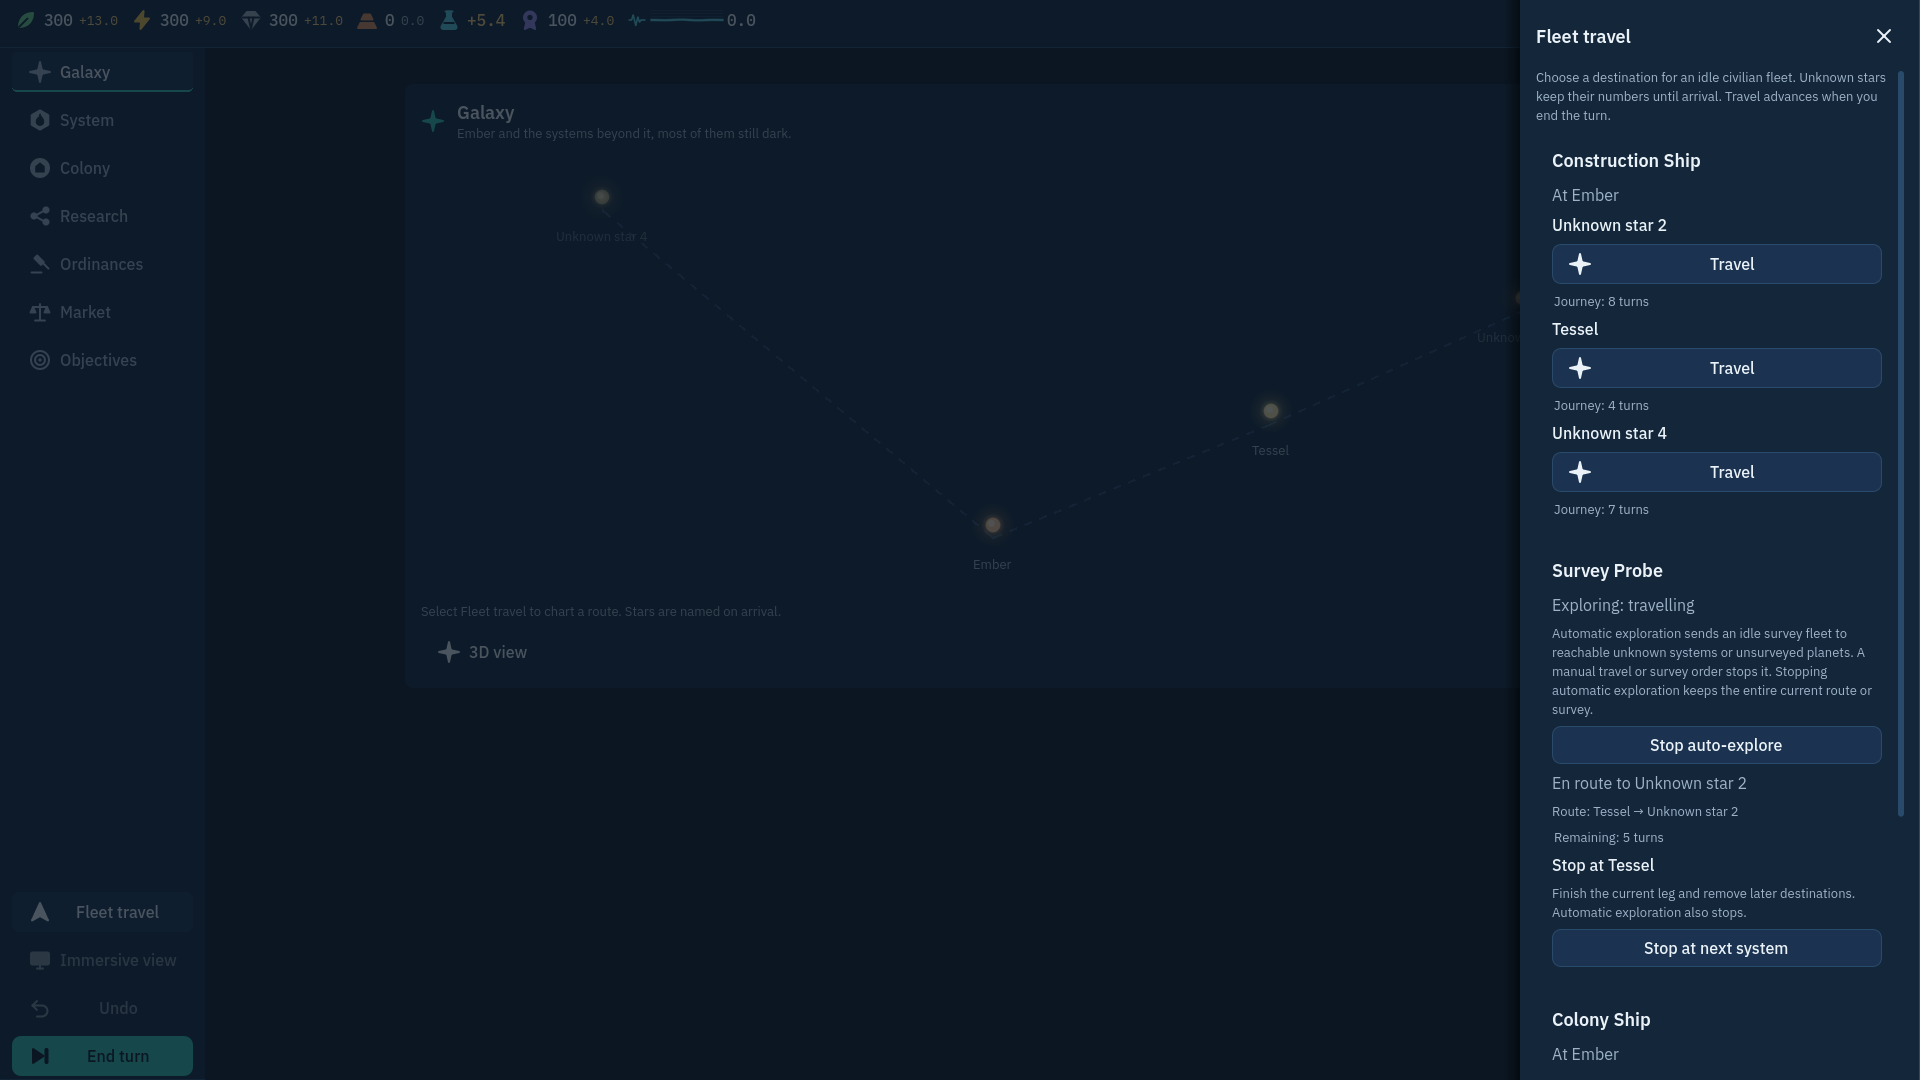 300 +13.0 300 +9.0 300 +11.0 0 0.0 +5.4 100 +4.0 0.0
Galaxy
System
Colony
Research
Ordinances
Market
Objectives
Fleet travel
Immersive view
Undo
End turn
Galaxy
Ember and the systems beyond it, most of them still dark.
Unknown star 4
Tessel
Ember
Select Fleet travel to chart a route. Stars are named on arrival.
3D view
Fleet travel
Choose a destination for an idle civilian fleet. Unknown stars
keep their numbers until arrival. Travel advances when you
end the turn.
Construction Ship
At Ember
Unknown star 2
Travel
Journey: 8 turns
Tessel
Travel
Journey: 4 turns
Unknown star 4
Travel
Journey: 7 turns
Survey Probe
Exploring: travelling
Automatic exploration sends an idle survey fleet to
reachable unknown systems or unsurveyed planets. A
manual travel or survey order stops it. Stopping
automatic exploration keeps the entire current route or
survey.
Stop auto-explore
En route to Unknown star 2
Route: Tessel → Unknown star 2
Remaining: 5 turns
Stop at Tessel
Finish the current leg and remove later destinations.
Automatic exploration also stops.
Stop at next system
Colony Ship
At Ember